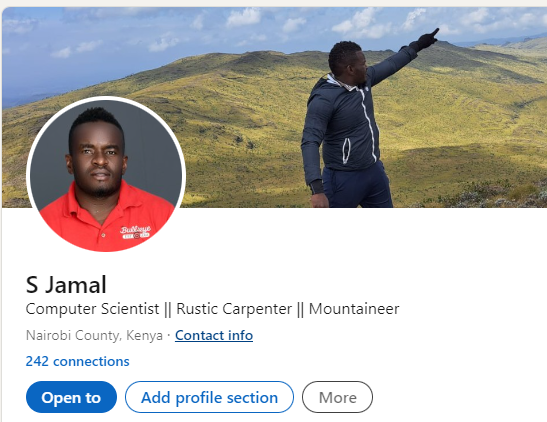 Bullseye
S Jamal
Computer Scientist || Rustic Carpenter || Mountaineer
Nairobi County, Kenya · Contact info
242 connections
Open to
Add profile section
More